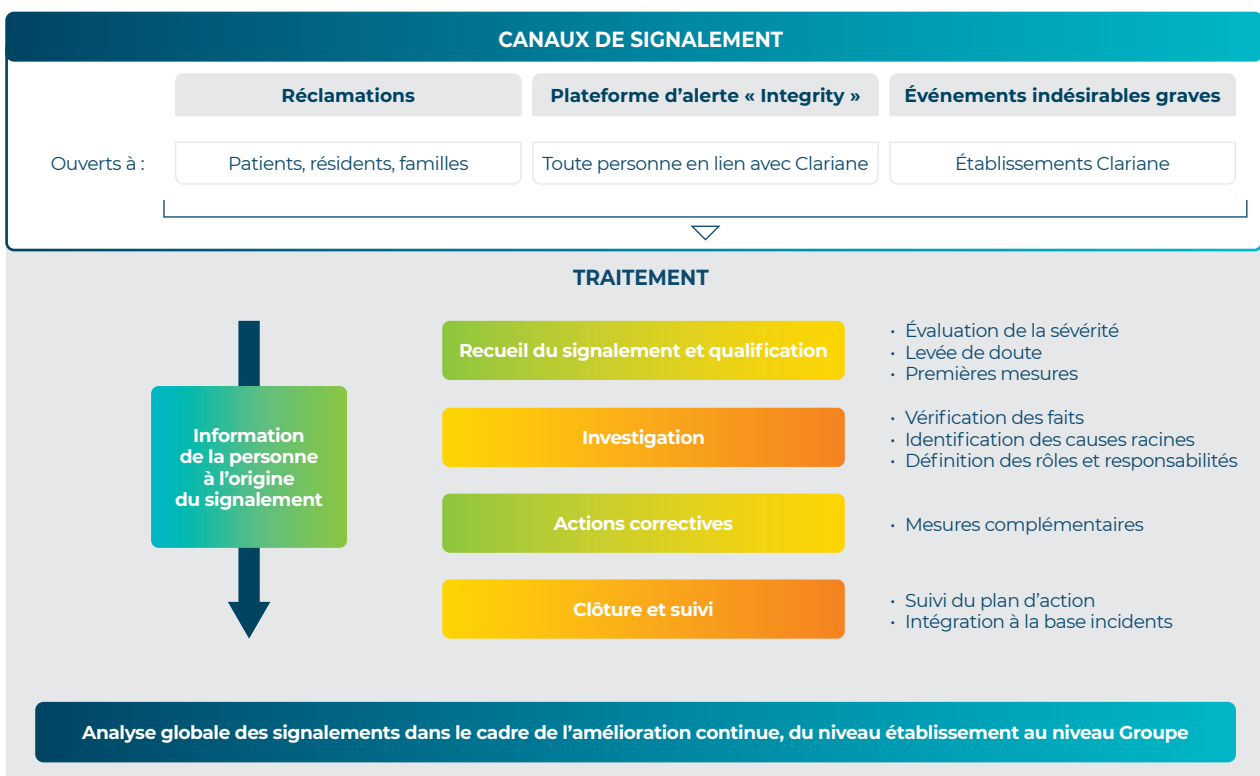 CANAUX DE SIGNALEMENT
Réclamations
Plateforme d’alerte « Integrity »
Événements indésirables graves
Ouverts à :
Patients, résidents, familles
Toute personne en lien avec Clariane
Établissements Clariane
TRAITEMENT
Information
de la personne
à l’origine
du signalement
Recueil du signalement et qualification
• Évaluation de la sévérité
• Levée de doute
• Premières mesures
Investigation
• Vérification des faits
• Identification des causes racines
• Définition des rôles et responsabilités
Actions correctives
• Mesures complémentaires
Clôture et suivi
• Suivi du plan d’action
• Intégration à la base incidents
Analyse globale des signalements dans le cadre de l’amélioration continue, du niveau établissement au niveau Groupe